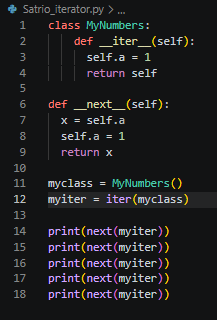 Satrio_iterator.py > ...
1 class MyNumbers:
2 def __iter__(self):
3 self.a = 1
4 return self
5
6 def __next__(self):
7 x = self.a
8 self.a = 1
9 return x
10
11 myclass = MyNumbers()
12 myiter = iter(myclass)
13
14 print(next(myiter))
15 print(next(myiter))
16 print(next(myiter))
17 print(next(myiter))
18 print(next(myiter))